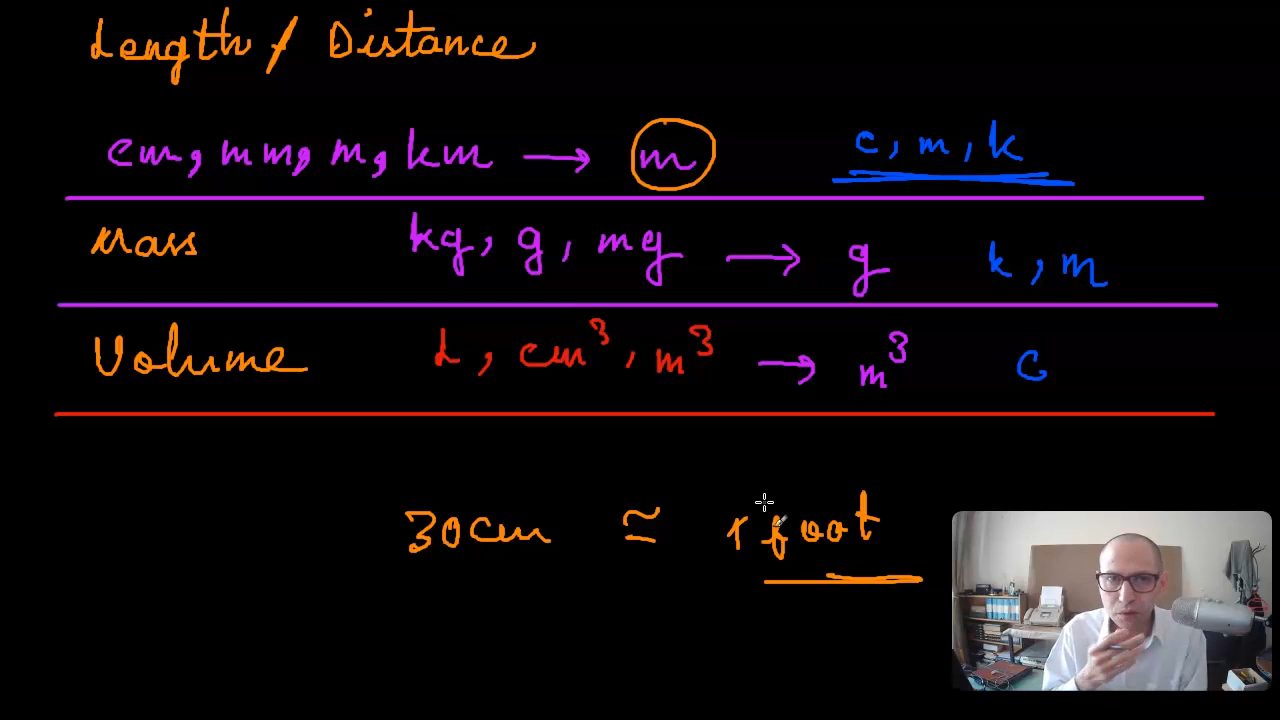 Length / Distance
cm, mm, m, km → m c, m, k
Mass kg, g, mg → g k, m
Volume L, cm³, m³ → m³ c
30cm ≅ 1 foot